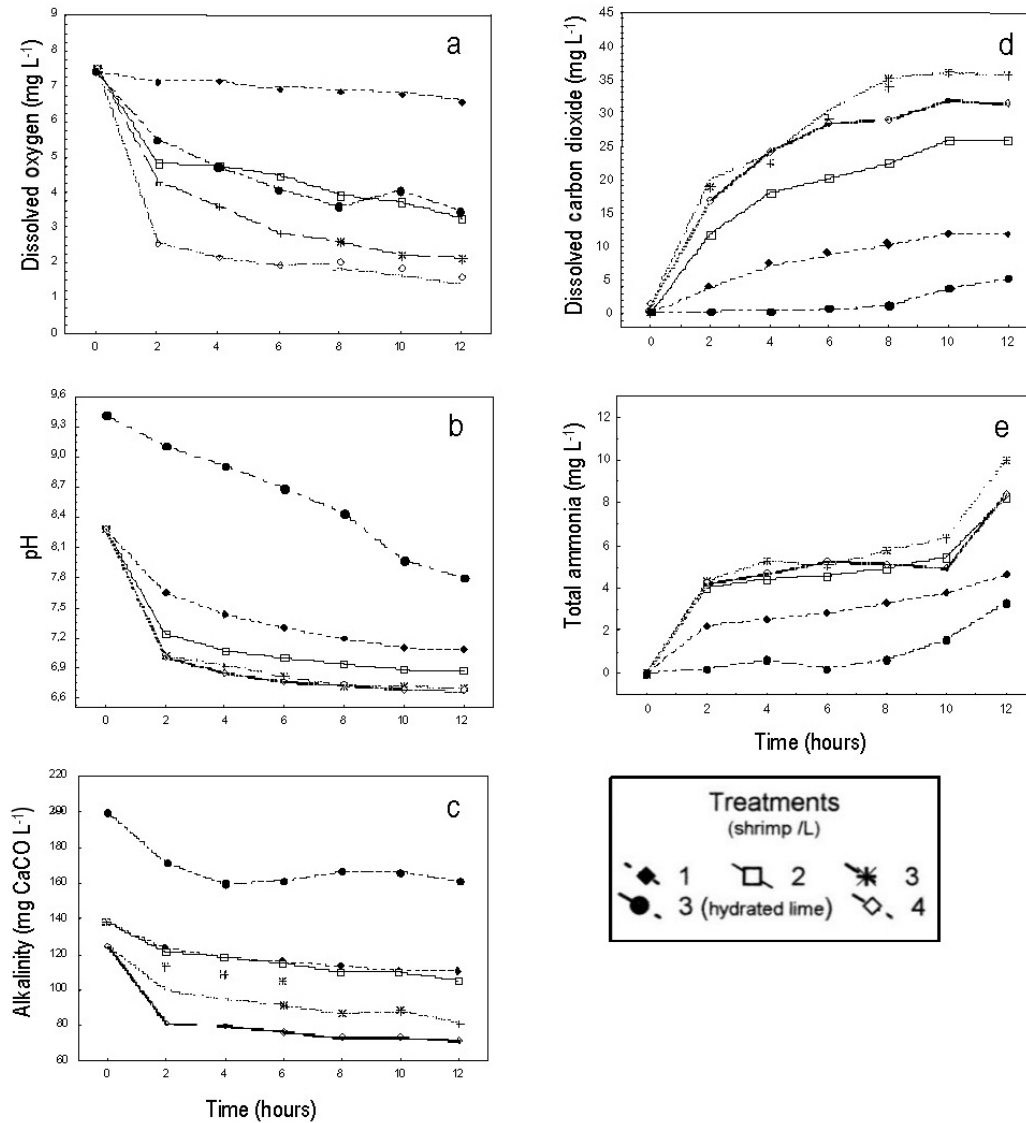 a
Dissolved oxygen (mg L-1)
9
8
7
6
5
4
3
2
1
0
0 2 4 6 8 10 12
d
Dissolved carbon dioxide (mg L-1)
45
40
35
30
25
20
15
10
5
0
0 2 4 6 8 10 12
b
pH
9,6
9,3
9,0
8,7
8,4
8,1
7,8
7,5
7,2
6,9
6,6
0 2 4 6 8 10 12
e
Total ammonia (mg L-1)
12
10
8
6
4
2
0
0 2 4 6 8 10 12
Time (hours)
c
Alkalinity (mg CaCO L-1)
220
200
180
160
140
120
100
80
60
0 2 4 6 8 10 12
Time (hours)
Treatments
(shrimp /L)
1 2 3
3 (hydrated lime) 4